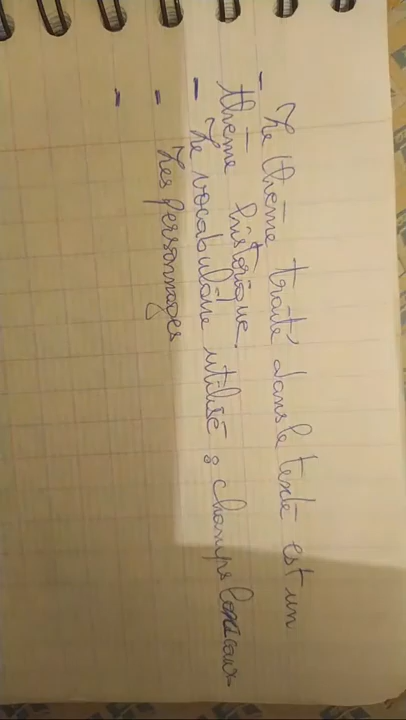 - Le thème traité dans le texte est un
thème historique.
- Le vocabulaire utilisé : champs lexicaux.
- Les personnages
-